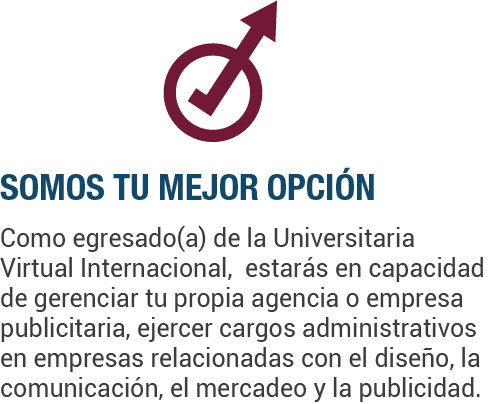 SOMOS TU MEJOR OPCIÓN
Como egresado(a) de la Universitaria
Virtual Internacional,  estarás en capacidad
de gerenciar tu propia agencia o empresa
publicitaria, ejercer cargos administrativos
en empresas relacionadas con el diseño, la
comunicación, el mercadeo y la publicidad.